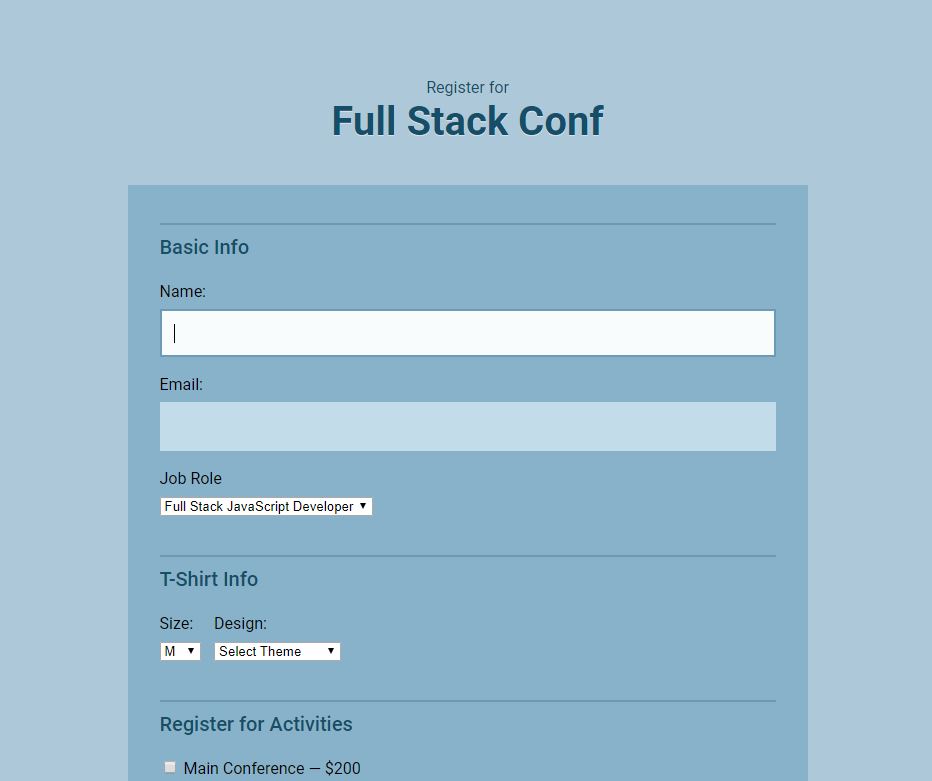 Register for
Full Stack Conf
Basic Info
Name:
Email:
Job Role
Full Stack JavaScript Developer
T-Shirt Info
Size: Design:
M Select Theme
Register for Activities
Main Conference — $200